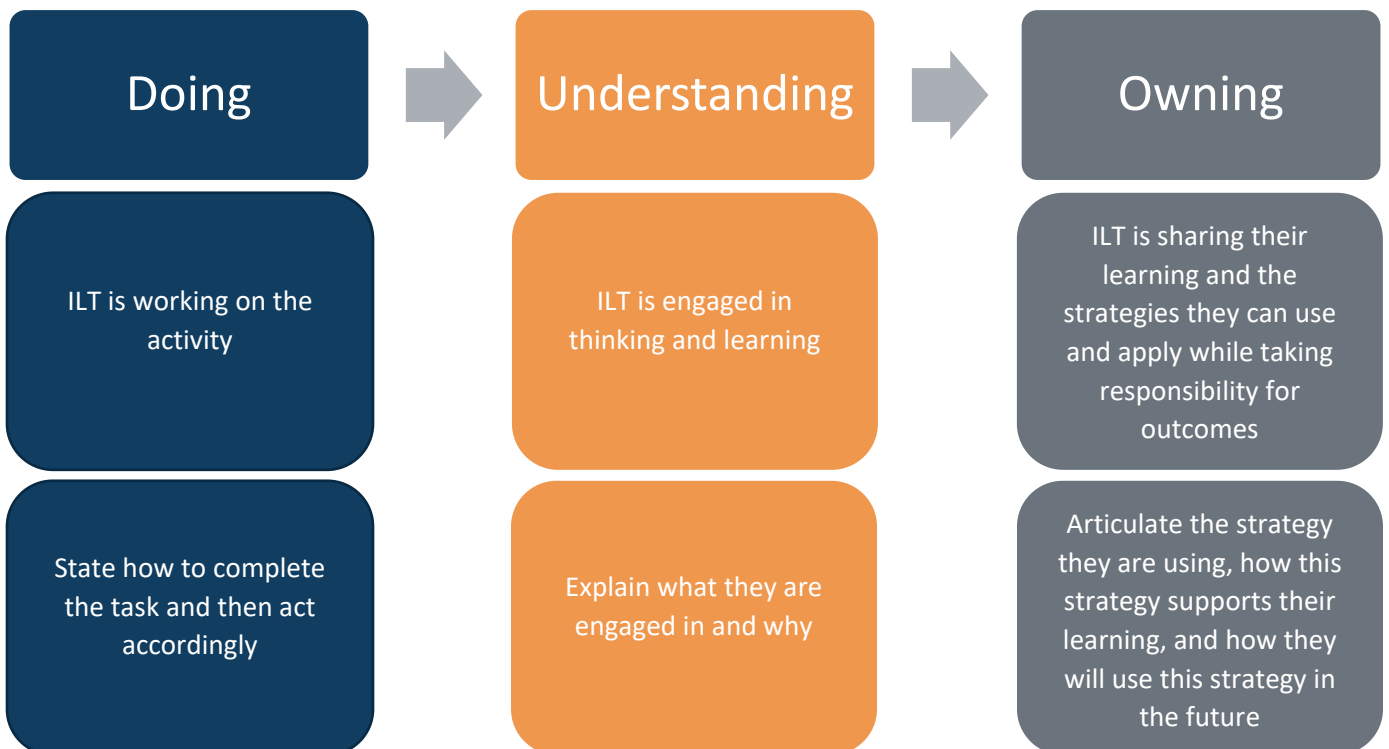 Doing
Understanding
Owning
ILT is working on the
activity
ILT is engaged in
thinking and learning
ILT is sharing their
learning and the
strategies they can use
and apply while taking
responsibility for
outcomes
State how to complete
the task and then act
accordingly
Explain what they are
engaged in and why
Articulate the strategy
they are using, how this
strategy supports their
learning, and how they
will use this strategy in
the future